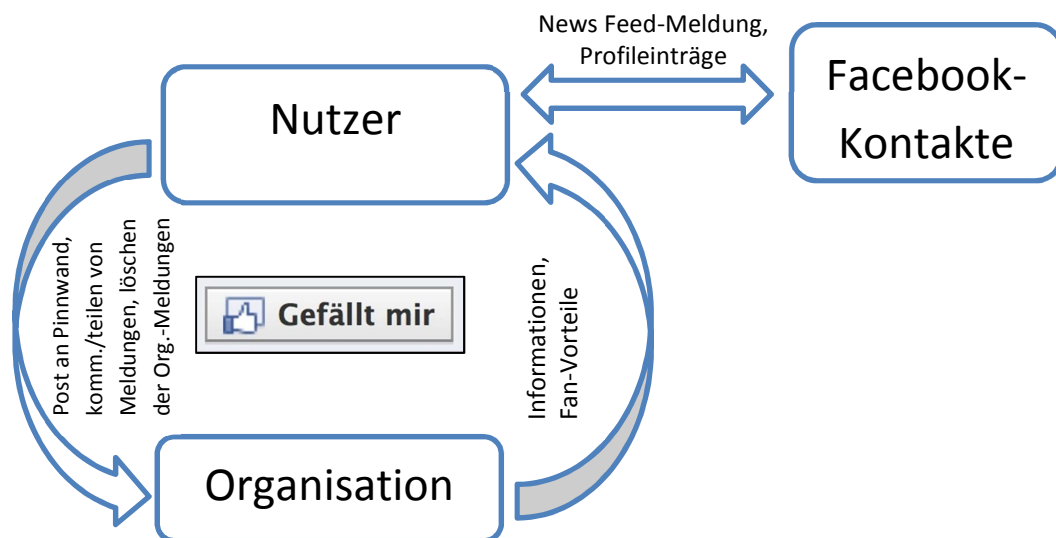 News Feed-Meldung,
Profileinträge
Nutzer
Facebook-
Kontakte
Post an Pinnwand,
komm./teilen von
Meldungen, löschen
der Org.-Meldungen
Gefällt mir
Informationen,
Fan-Vorteile
Organisation